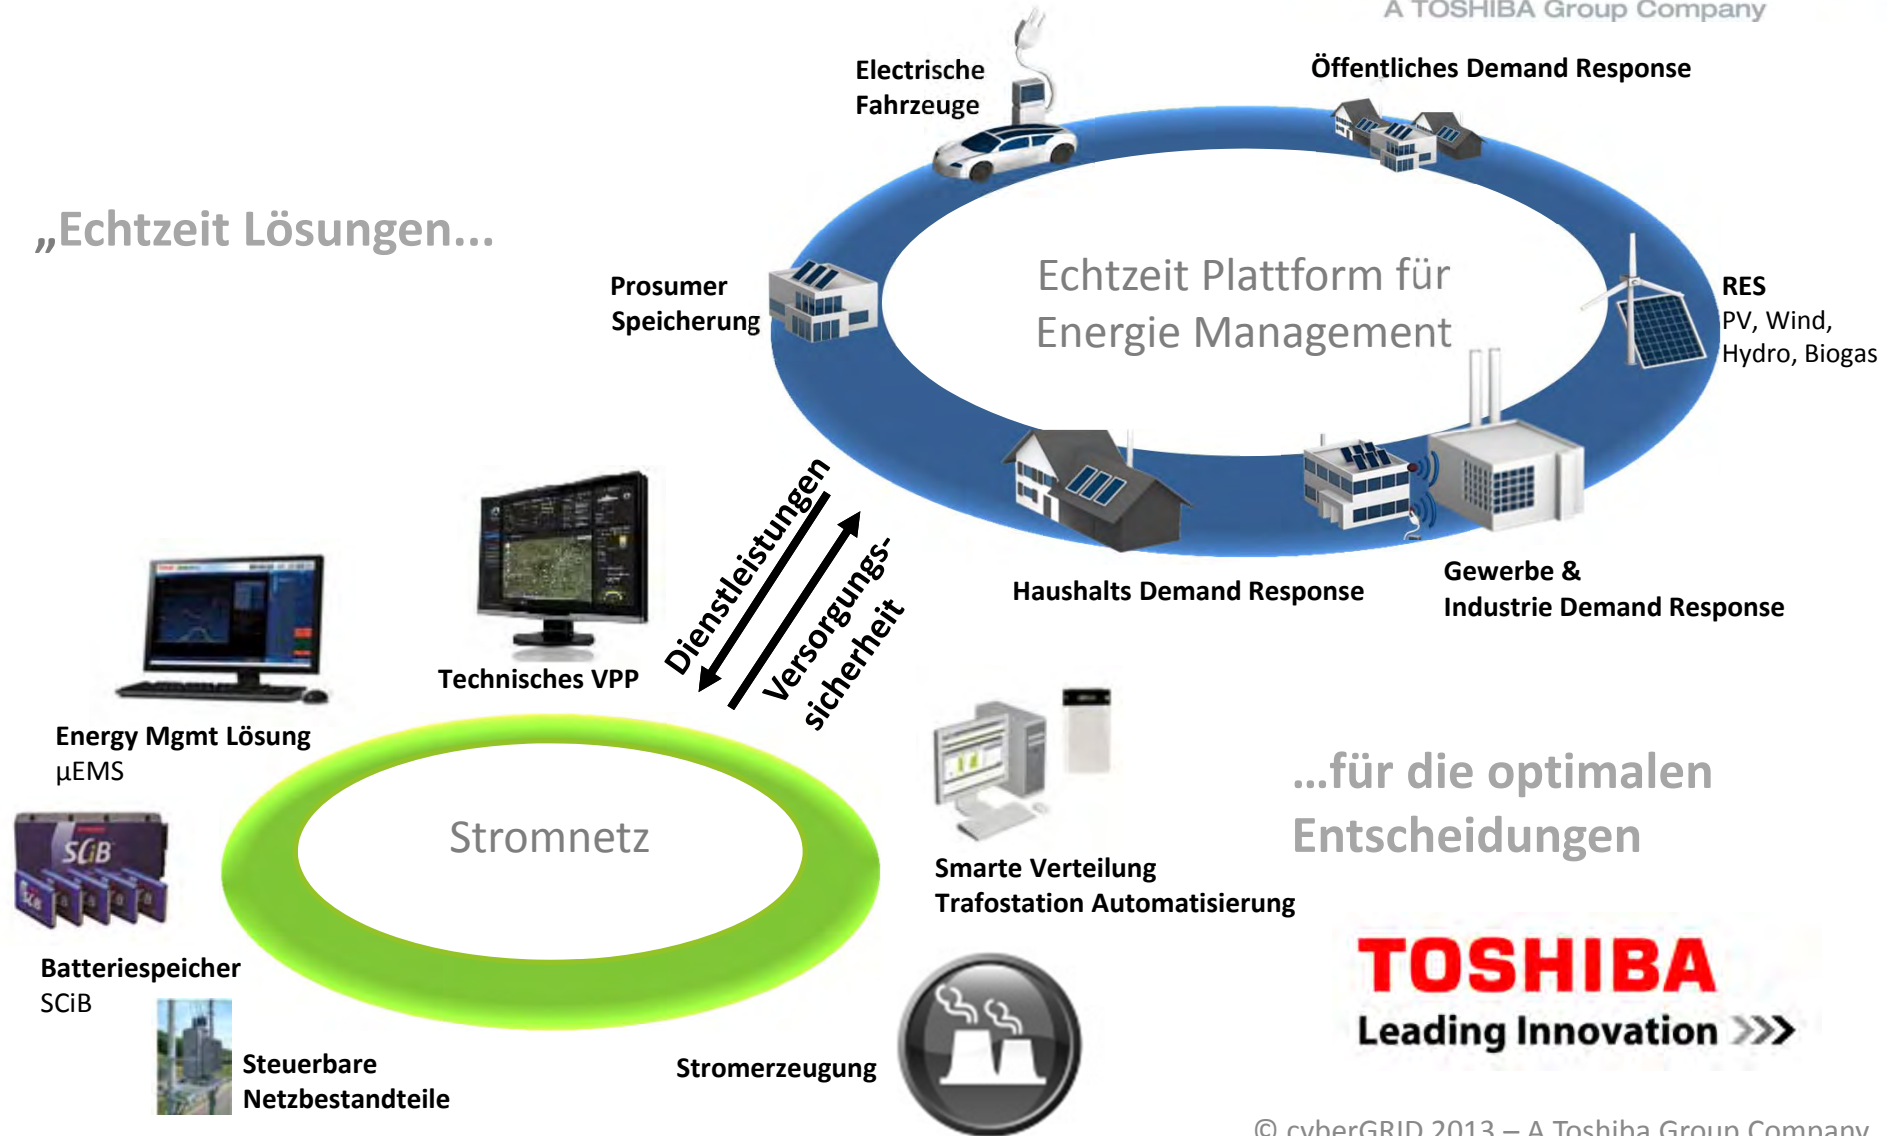 A TOSHIBA Group Company
Electrische
Fahrzeuge
Öffentliches Demand Response
„Echtzeit Lösungen...
Prosumer
Speicherung
Echtzeit Plattform für
Energie Management
RES
PV, Wind,
Hydro, Biogas
Dienstleistungen
Versorgungs-
sicherheit
Haushalts Demand Response
Gewerbe &
Industrie Demand Response
Technisches VPP
Energy Mgmt Lösung
µEMS
Stromnetz
SCiB
SCiB
Batteriespeicher
SCiB
Smarte Verteilung
Trafostation Automatisierung
...für die optimalen
Entscheidungen
Steuerbare
Netzbestandteile
Stromerzeugung
TOSHIBA
Leading Innovation >>>
© cyberGRID 2013 – A Toshiba Group Company